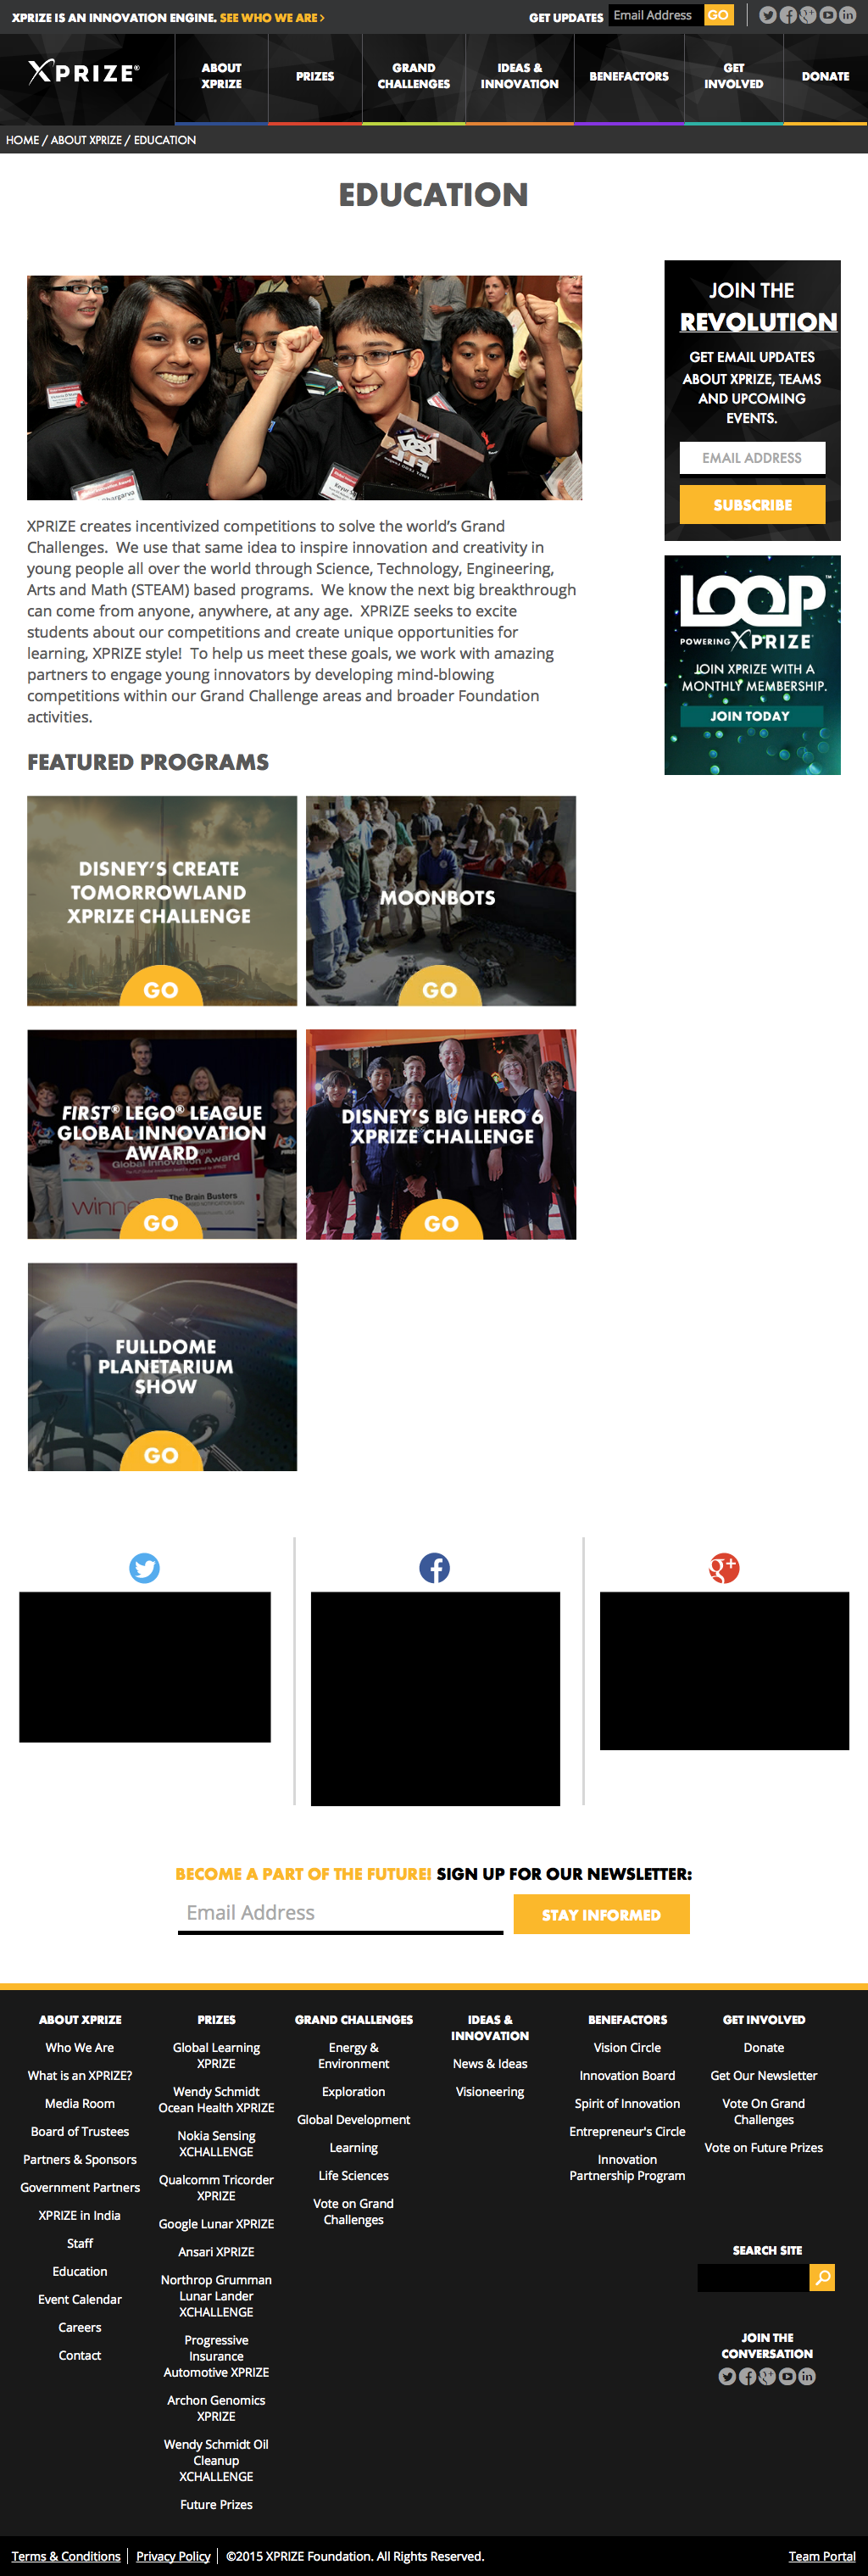 XPRIZE IS AN INNOVATION ENGINE. SEE WHO WE ARE >
GET UPDATES Email Address GO
XPRIZE®
ABOUT
XPRIZE
PRIZES
GRAND
CHALLENGES
IDEAS &
INNOVATION
BENEFACTORS
GET
INVOLVED
DONATE
HOME / ABOUT XPRIZE / EDUCATION
EDUCATION
XPRIZE creates incentivized competitions to solve the world’s Grand
Challenges.  We use that same idea to inspire innovation and creativity in
young people all over the world through Science, Technology, Engineering,
Arts and Math (STEAM) based programs.  We know the next big breakthrough
can come from anyone, anywhere, at any age.  XPRIZE seeks to excite
students about our competitions and create unique opportunities for
learning, XPRIZE style!  To help us meet these goals, we work with amazing
partners to engage young innovators by developing mind-blowing
competitions within our Grand Challenge areas and broader Foundation
activities.
JOIN THE
REVOLUTION
GET EMAIL UPDATES
ABOUT XPRIZE, TEAMS
AND UPCOMING
EVENTS.
EMAIL ADDRESS
SUBSCRIBE
LOOP™
POWERING XPRIZE
JOIN XPRIZE WITH A
MONTHLY MEMBERSHIP.
JOIN TODAY
FEATURED PROGRAMS
DISNEY’S CREATE
TOMORROWLAND
XPRIZE CHALLENGE
GO
MOONBOTS
GO
FIRST® LEGO® LEAGUE
GLOBAL INNOVATION
AWARD
Global Innovation Award
winner
The Brain Busters
GO
DISNEY’S BIG HERO 6
XPRIZE CHALLENGE
GO
FULLDOME
PLANETARIUM
SHOW
GO
BECOME A PART OF THE FUTURE! SIGN UP FOR OUR NEWSLETTER:
Email Address
STAY INFORMED
ABOUT XPRIZE
Who We Are
What is an XPRIZE?
Media Room
Board of Trustees
Partners & Sponsors
Government Partners
XPRIZE in India
Staff
Education
Event Calendar
Careers
Contact
PRIZES
Global Learning
XPRIZE
Wendy Schmidt
Ocean Health XPRIZE
Nokia Sensing
XCHALLENGE
Qualcomm Tricorder
XPRIZE
Google Lunar XPRIZE
Ansari XPRIZE
Northrop Grumman
Lunar Lander
XCHALLENGE
Progressive
Insurance
Automotive XPRIZE
Archon Genomics
XPRIZE
Wendy Schmidt Oil
Cleanup
XCHALLENGE
Future Prizes
GRAND CHALLENGES
Energy &
Environment
Exploration
Global Development
Learning
Life Sciences
Vote on Grand
Challenges
IDEAS &
INNOVATION
News & Ideas
Visioneering
BENEFACTORS
Vision Circle
Innovation Board
Spirit of Innovation
Entrepreneur's Circle
Innovation
Partnership Program
GET INVOLVED
Donate
Get Our Newsletter
Vote On Grand
Challenges
Vote on Future Prizes
SEARCH SITE
JOIN THE
CONVERSATION
Terms & Conditions
Privacy Policy
©2015 XPRIZE Foundation. All Rights Reserved.
Team Portal